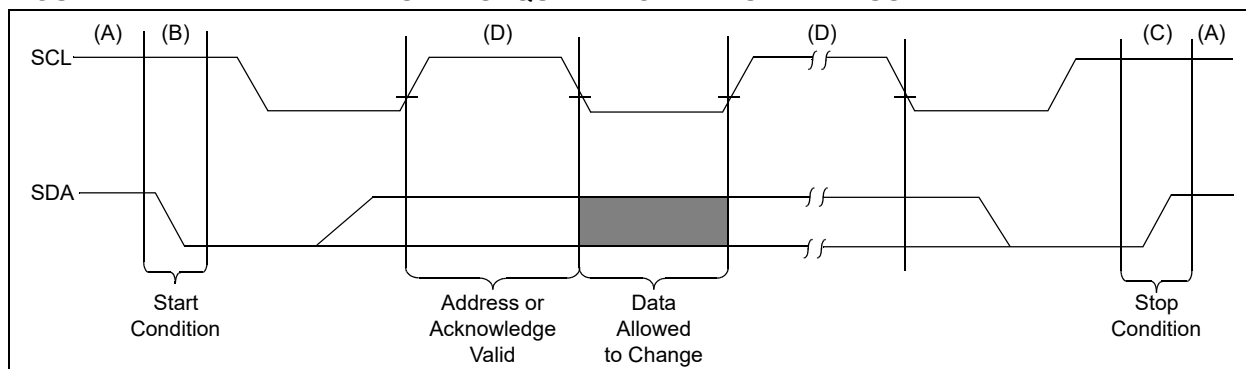 (A) (B) (D) (D) (C) (A)
SCL
SDA
Start
Condition
Address or
Acknowledge
Valid
Data
Allowed
to Change
Stop
Condition